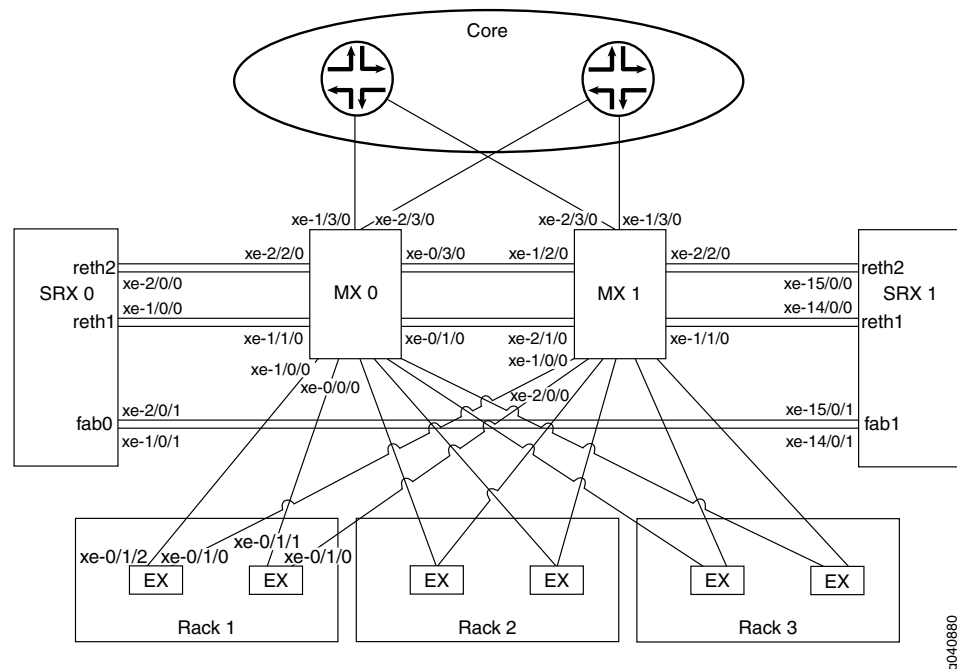 Core
xe-1/3/0
xe-2/3/0
xe-2/3/0
xe-1/3/0
reth2
SRX 0
reth1
xe-2/2/0
xe-2/0/0
xe-1/0/0
xe-1/1/0
MX 0
xe-0/3/0
xe-0/1/0
xe-1/2/0
xe-2/1/0
MX 1
xe-2/2/0
xe-15/0/0
xe-14/0/0
xe-1/1/0
reth2
SRX 1
reth1
xe-1/0/0
xe-0/0/0
xe-1/0/0
xe-2/0/0
fab0
xe-2/0/1
xe-1/0/1
xe-15/0/1
xe-14/0/1
fab1
xe-0/1/2
xe-0/1/0
xe-0/1/1
xe-0/1/0
EX
EX
Rack 1
EX
EX
Rack 2
EX
EX
Rack 3
g040880